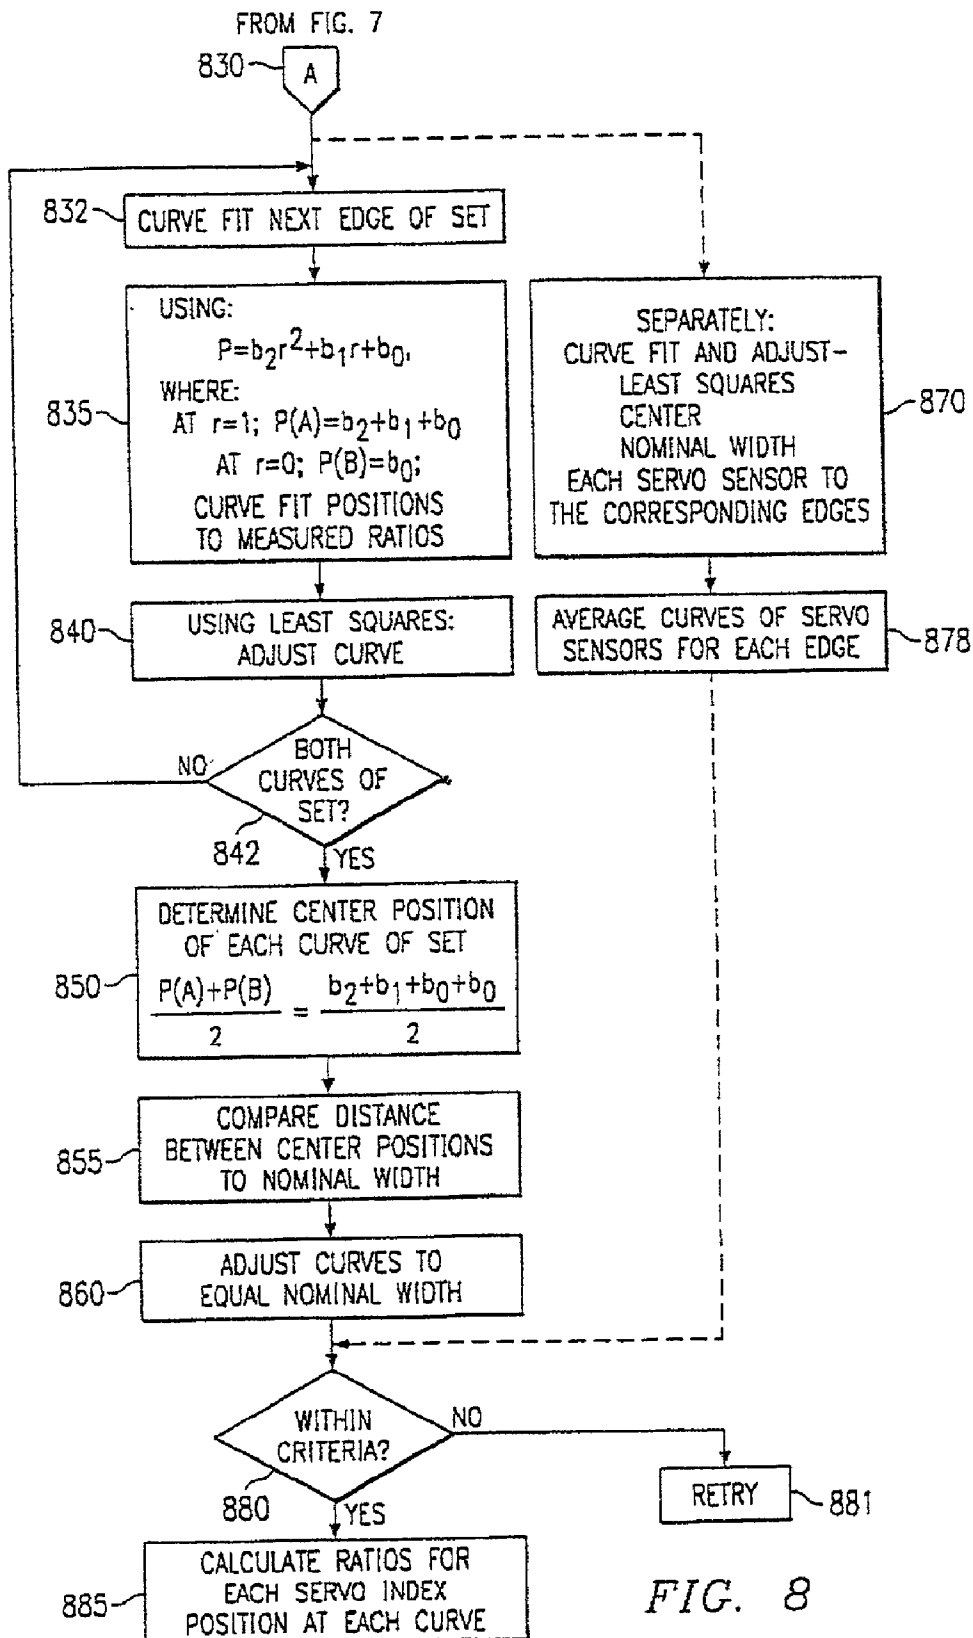 FROM FIG. 7
830
A
832
CURVE FIT NEXT EDGE OF SET
835
USING:
P=b₂r²+b₁r+b₀,
WHERE:
AT r=1; P(A)=b₂+b₁+b₀
AT r=0; P(B)=b₀;
CURVE FIT POSITIONS
TO MEASURED RATIOS
SEPARATELY:
CURVE FIT AND ADJUST-
LEAST SQUARES
CENTER
NOMINAL WIDTH
EACH SERVO SENSOR TO
THE CORRESPONDING EDGES
870
840
USING LEAST SQUARES:
ADJUST CURVE
AVERAGE CURVES OF SERVO
SENSORS FOR EACH EDGE
878
NO
BOTH
CURVES OF
SET?
842
YES
850
DETERMINE CENTER POSITION
OF EACH CURVE OF SET
P(A)+P(B)/2 = b₂+b₁+b₀+b₀/2
855
COMPARE DISTANCE
BETWEEN CENTER POSITIONS
TO NOMINAL WIDTH
860
ADJUST CURVES TO
EQUAL NOMINAL WIDTH
WITHIN
CRITERIA?
NO
880
YES
RETRY
881
885
CALCULATE RATIOS FOR
EACH SERVO INDEX
POSITION AT EACH CURVE
FIG. 8